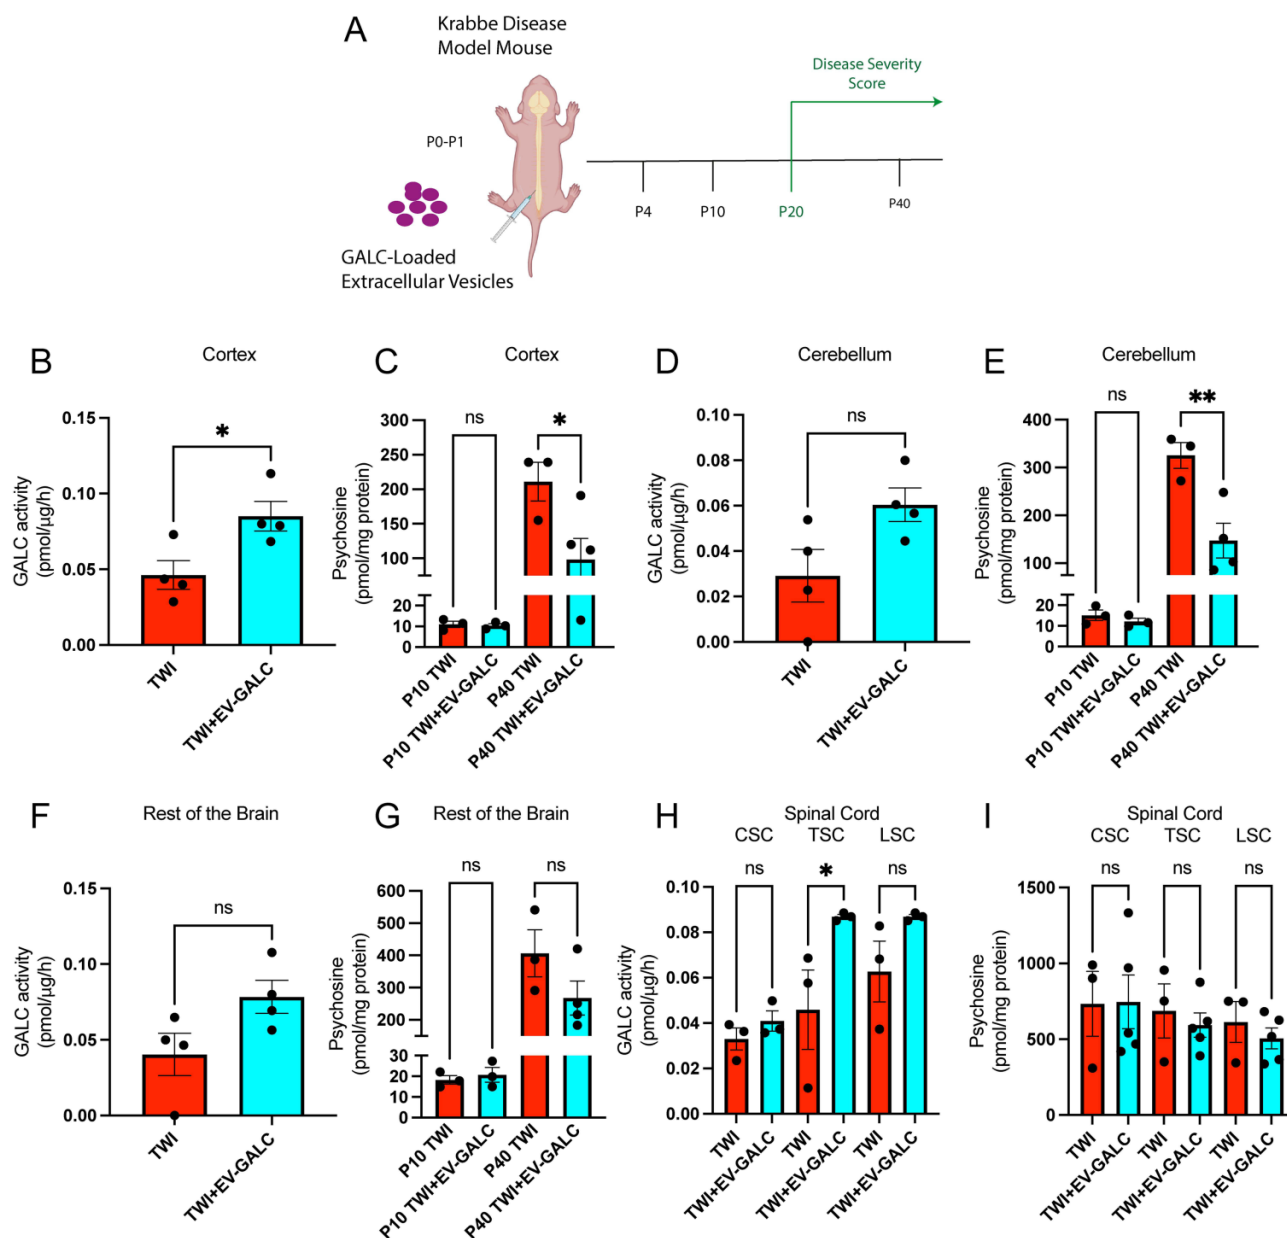 A
Krabbe Disease
Model Mouse
P0-P1
GALC-Loaded
Extracellular Vesicles
Disease Severity
Score
P4
P10
P20
P40
B
Cortex
GALC activity
(pmol/µg/h)
0.15
0.10
0.05
0.00
*
TWI
TWI+EV-GALC
C
Cortex
Psychosine
(pmol/mg protein)
300
250
200
150
100
20
10
0
ns
*
P10 TWI
P10 TWI+EV-GALC
P40 TWI
P40 TWI+EV-GALC
D
Cerebellum
GALC activity
(pmol/µg/h)
0.10
0.08
0.06
0.04
0.02
0.00
ns
TWI
TWI+EV-GALC
E
Cerebellum
Psychosine
(pmol/mg protein)
400
300
200
100
20
10
0
ns
**
P10 TWI
P10 TWI+EV-GALC
P40 TWI
P40 TWI+EV-GALC
F
Rest of the Brain
GALC activity
(pmol/µg/h)
0.15
0.10
0.05
0.00
ns
TWI
TWI+EV-GALC
G
Rest of the Brain
Psychosine
(pmol/mg protein)
600
500
400
300
30
20
10
0
ns
ns
P10 TWI
P10 TWI+EV-GALC
P40 TWI
P40 TWI+EV-GALC
H
Spinal Cord
CSC TSC LSC
GALC activity
(pmol/µg/h)
0.10
0.08
0.06
0.04
0.02
0.00
ns
*
ns
TWI
TWI+EV-GALC
TWI
TWI+EV-GALC
TWI
TWI+EV-GALC
I
Spinal Cord
CSC TSC LSC
Psychosine
(pmol/mg protein)
1500
1000
500
0
ns
ns
ns
TWI
TWI+EV-GALC
TWI
TWI+EV-GALC
TWI
TWI+EV-GALC